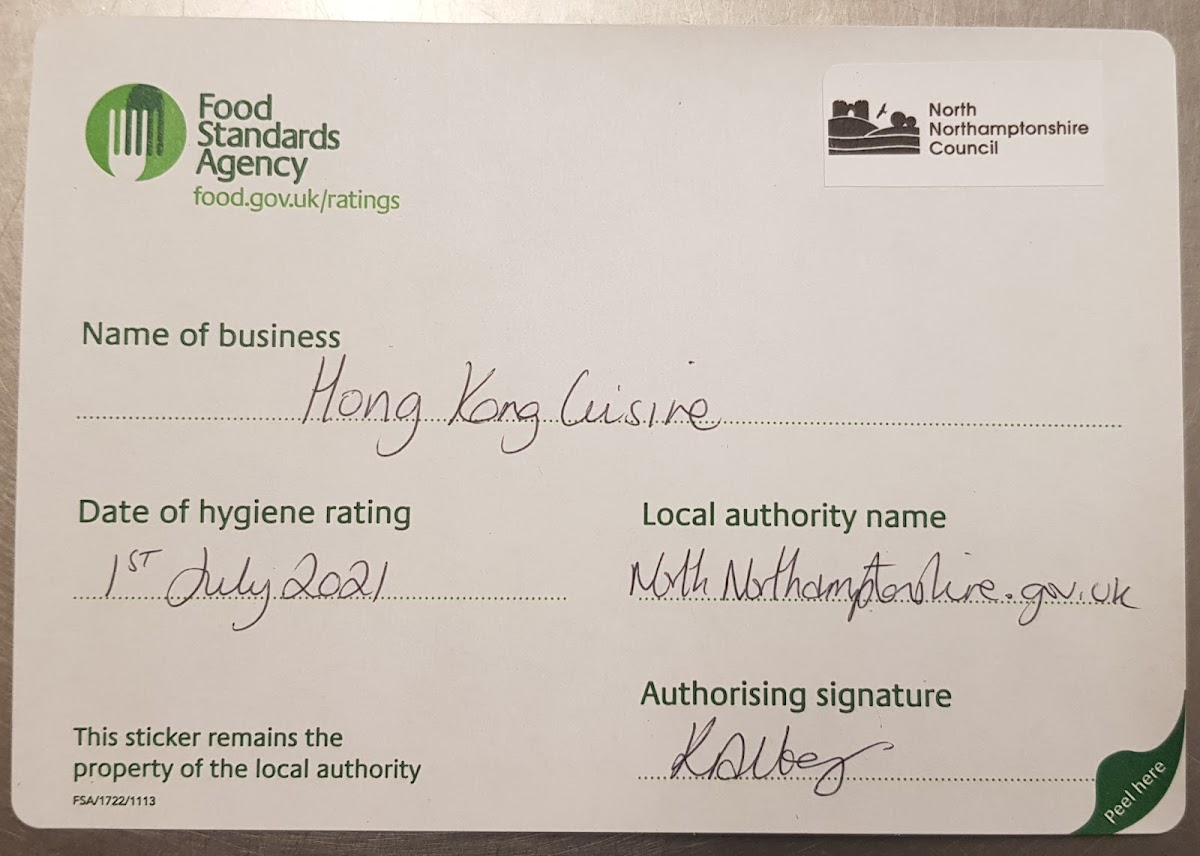 Food
Standards
Agency
food.gov.uk/ratings
North
Northamptonshire
Council
Name of business
Hong Kong Cuisine
Date of hygiene rating
1ST July 2021
Local authority name
North Northamptonshire.gov.uk
Authorising signature
This sticker remains the
property of the local authority
FSA/1722/1113
Peel here